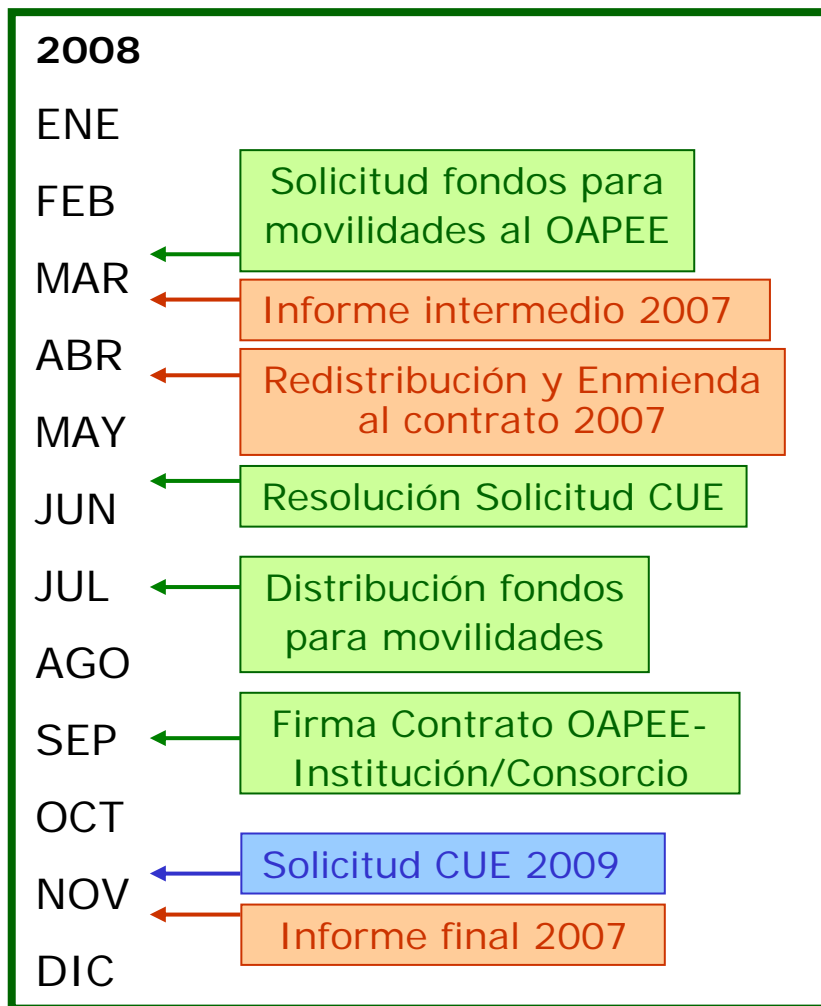 2008
ENE
FEB
Solicitud fondos para
movilidades al OAPEE
MAR
Informe intermedio 2007
ABR
Redistribución y Enmienda
al contrato 2007
MAY
JUN
Resolución Solicitud CUE
JUL
Distribución fondos
para movilidades
AGO
SEP
Firma Contrato OAPEE-
Institución/Consorcio
OCT
NOV
Solicitud CUE 2009
Informe final 2007
DIC